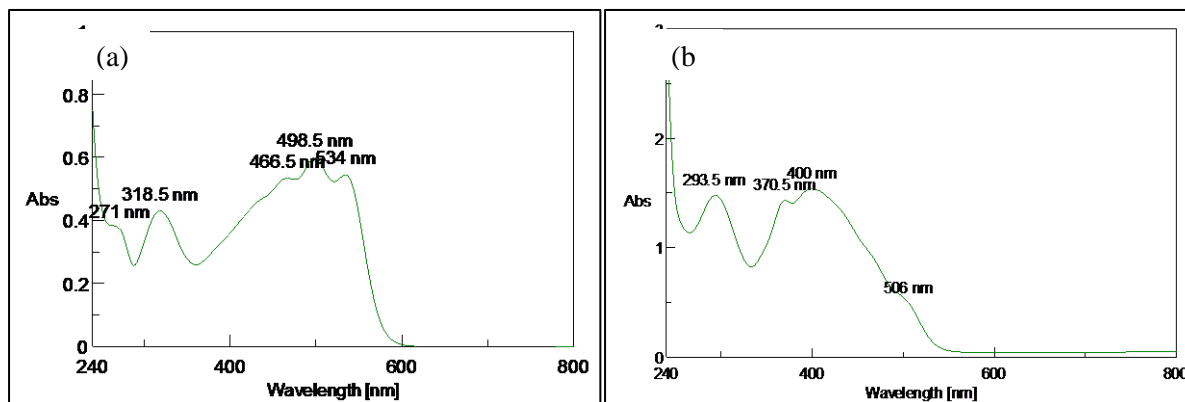 (a)
1
0.8
0.6
0.4
0.2
0
Abs
271 nm
318.5 nm
466.5 nm
498.5 nm
534 nm
240
400
600
800
Wavelength [nm]
(b
2
1
0
Abs
293.5 nm
370.5 nm
400 nm
506 nm
240
400
600
800
Wavelength [nm]